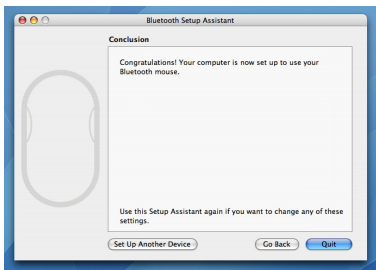 Bluetooth Setup Assistant
Conclusion
Congratulations! Your computer is now set up to use your
Bluetooth mouse.
Use this Setup Assistant again if you want to change any of these
settings.
Set Up Another Device
Go Back
Quit